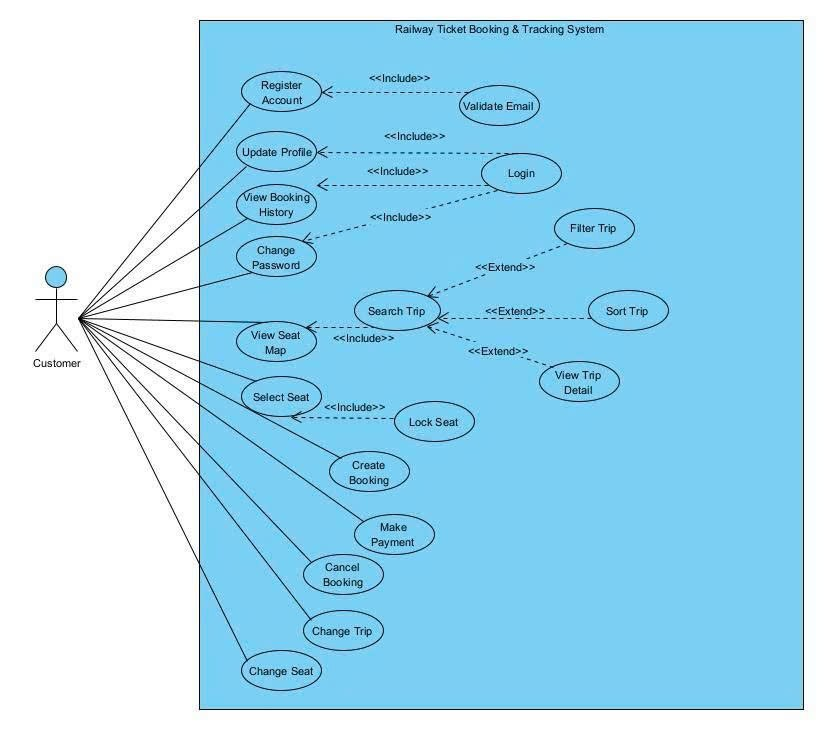 Railway Ticket Booking & Tracking System
Register
Account
<<Include>>
Validate Email
Update Profile
<<Include>>
Login
View Booking
History
<<Include>>
Change
Password
<<Include>>
Filter Trip
<<Extend>>
Search Trip
<<Extend>>
Sort Trip
<<Extend>>
View Trip
Detail
View Seat
Map
<<Include>>
Customer
Select Seat
<<Include>>
Lock Seat
Create
Booking
Make
Payment
Cancel
Booking
Change Trip
Change Seat